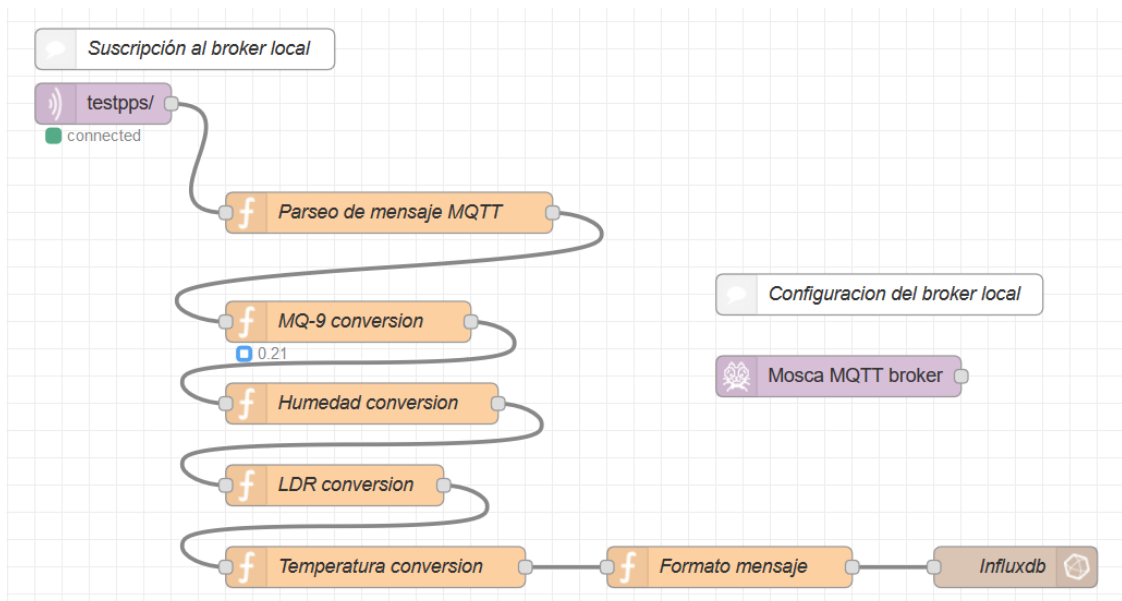 Suscripción al broker local
testpps/
connected
Parseo de mensaje MQTT
Configuracion del broker local
MQ-9 conversion
0.21
Mosca MQTT broker
Humedad conversion
LDR conversion
Temperatura conversion
Formato mensaje
Influxdb